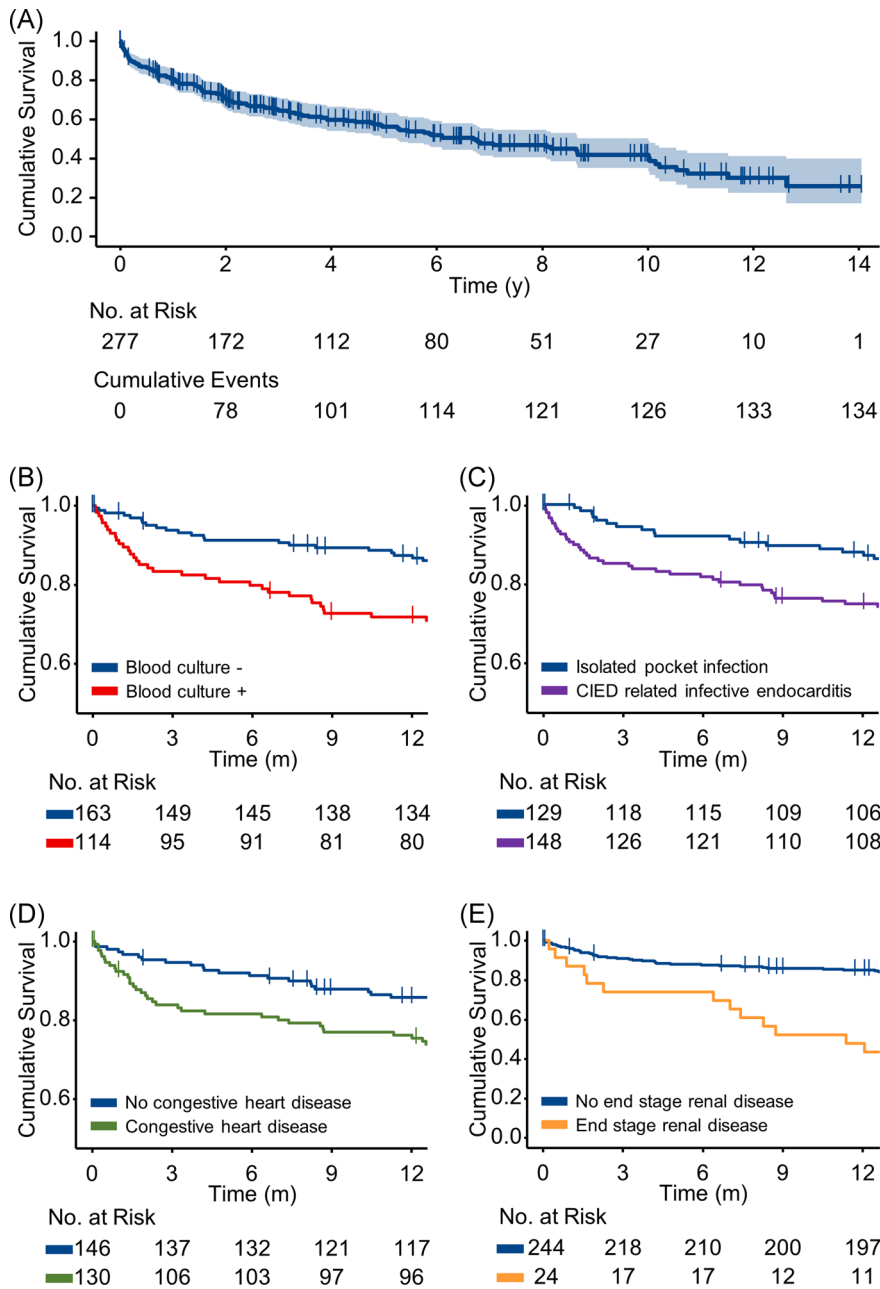 (A)
Cumulative Survival
1.0
0.8
0.6
0.4
0.2
0.0
0 2 4 6 8 10 12 14
Time (y)
No. at Risk
277 172 112 80 51 27 10 1
Cumulative Events
0 78 101 114 121 126 133 134
(B)
Cumulative Survival
1.0
0.8
0.6
Blood culture -
Blood culture +
0 3 6 9 12
Time (m)
No. at Risk
163 149 145 138 134
114 95 91 81 80
(C)
Cumulative Survival
1.0
0.8
0.6
Isolated pocket infection
CIED related infective endocarditis
0 3 6 9 12
Time (m)
No. at Risk
129 118 115 109 106
148 126 121 110 108
(D)
Cumulative Survival
1.0
0.8
0.6
No congestive heart disease
Congestive heart disease
0 3 6 9 12
Time (m)
No. at Risk
146 137 132 121 117
130 106 103 97 96
(E)
Cumulative Survival
1.0
0.8
0.6
0.4
0.2
0.0
No end stage renal disease
End stage renal disease
0 3 6 9 12
Time (m)
No. at Risk
244 218 210 200 197
24 17 17 12 11